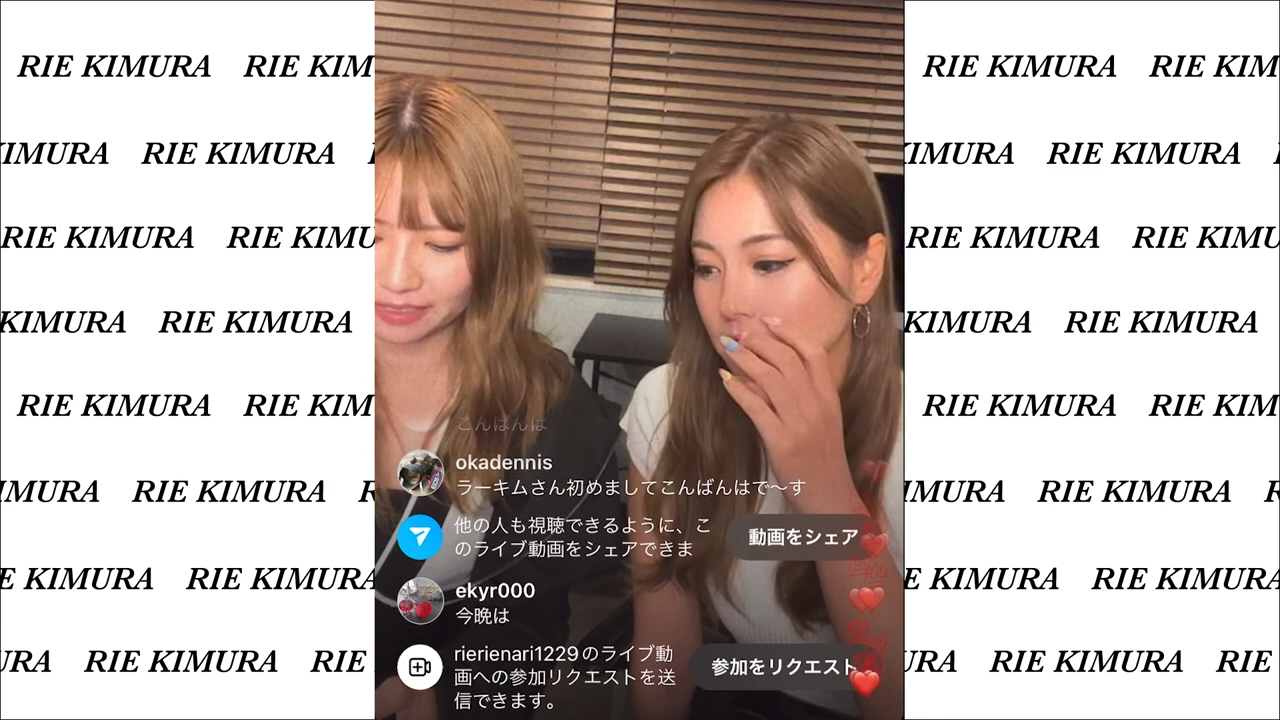 RIE KIMURA RIE KIM
IMURA RIE KIMURA
RIE KIMURA RIE KIMU
KIMURA RIE KIMURA
RIE KIMURA RIE KIM
IMURA RIE KIMURA R
E KIMURA RIE KIMURA
URA RIE KIMURA RIE
こんばんは
okadennis
ラーキムさん初めましてこんばんはで〜す
他の人も視聴できるように、こ
のライブ動画をシェアできま
動画をシェア
ekyr000
今晩は
rierienari1229のライブ動
画への参加リクエストを送
信できます。
参加をリクエスト
RIE KIMURA RIE KIM
IMURA RIE KIMURA
RIE KIMURA RIE KIMU
KIMURA RIE KIMURA
RIE KIMURA RIE KIM
IMURA RIE KIMURA R
E KIMURA RIE KIMURA
URA RIE KIMURA RIE